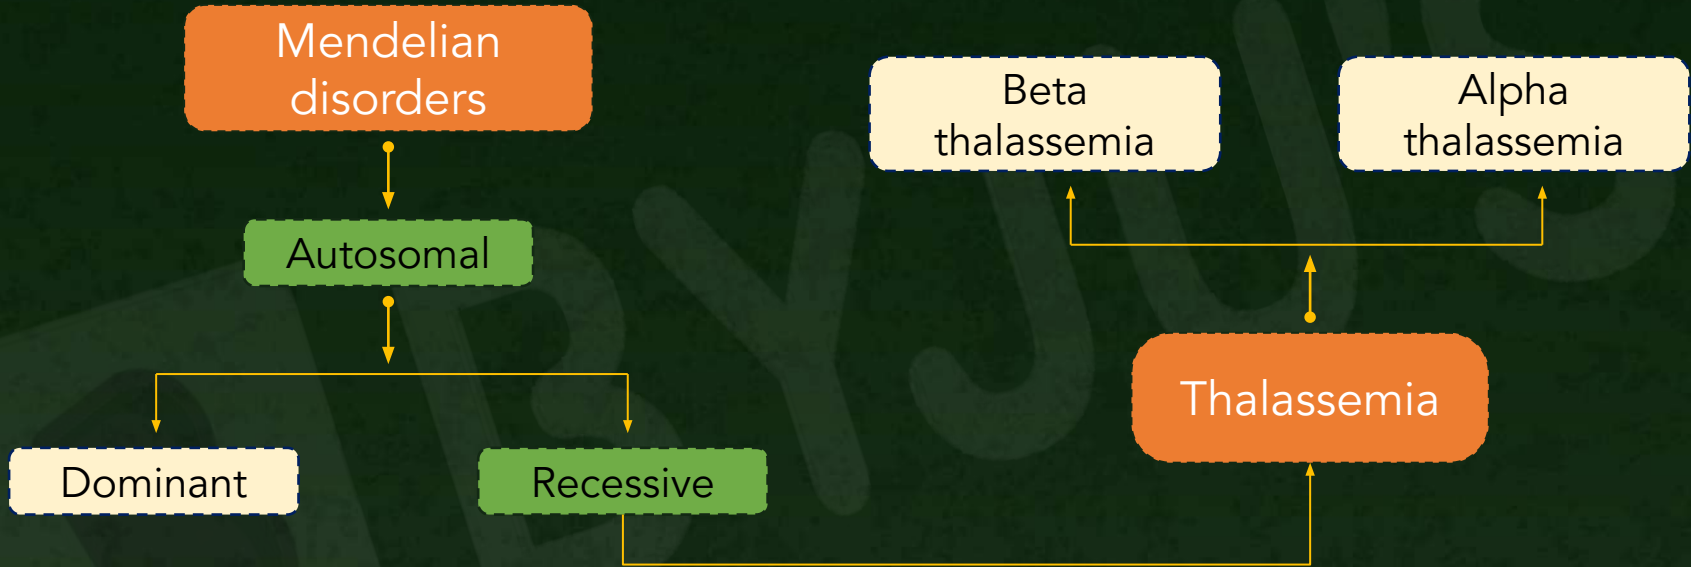 Mendelian
disorders
Autosomal
Dominant
Recessive
Beta
thalassemia
Alpha
thalassemia
Thalassemia
BYJU'S